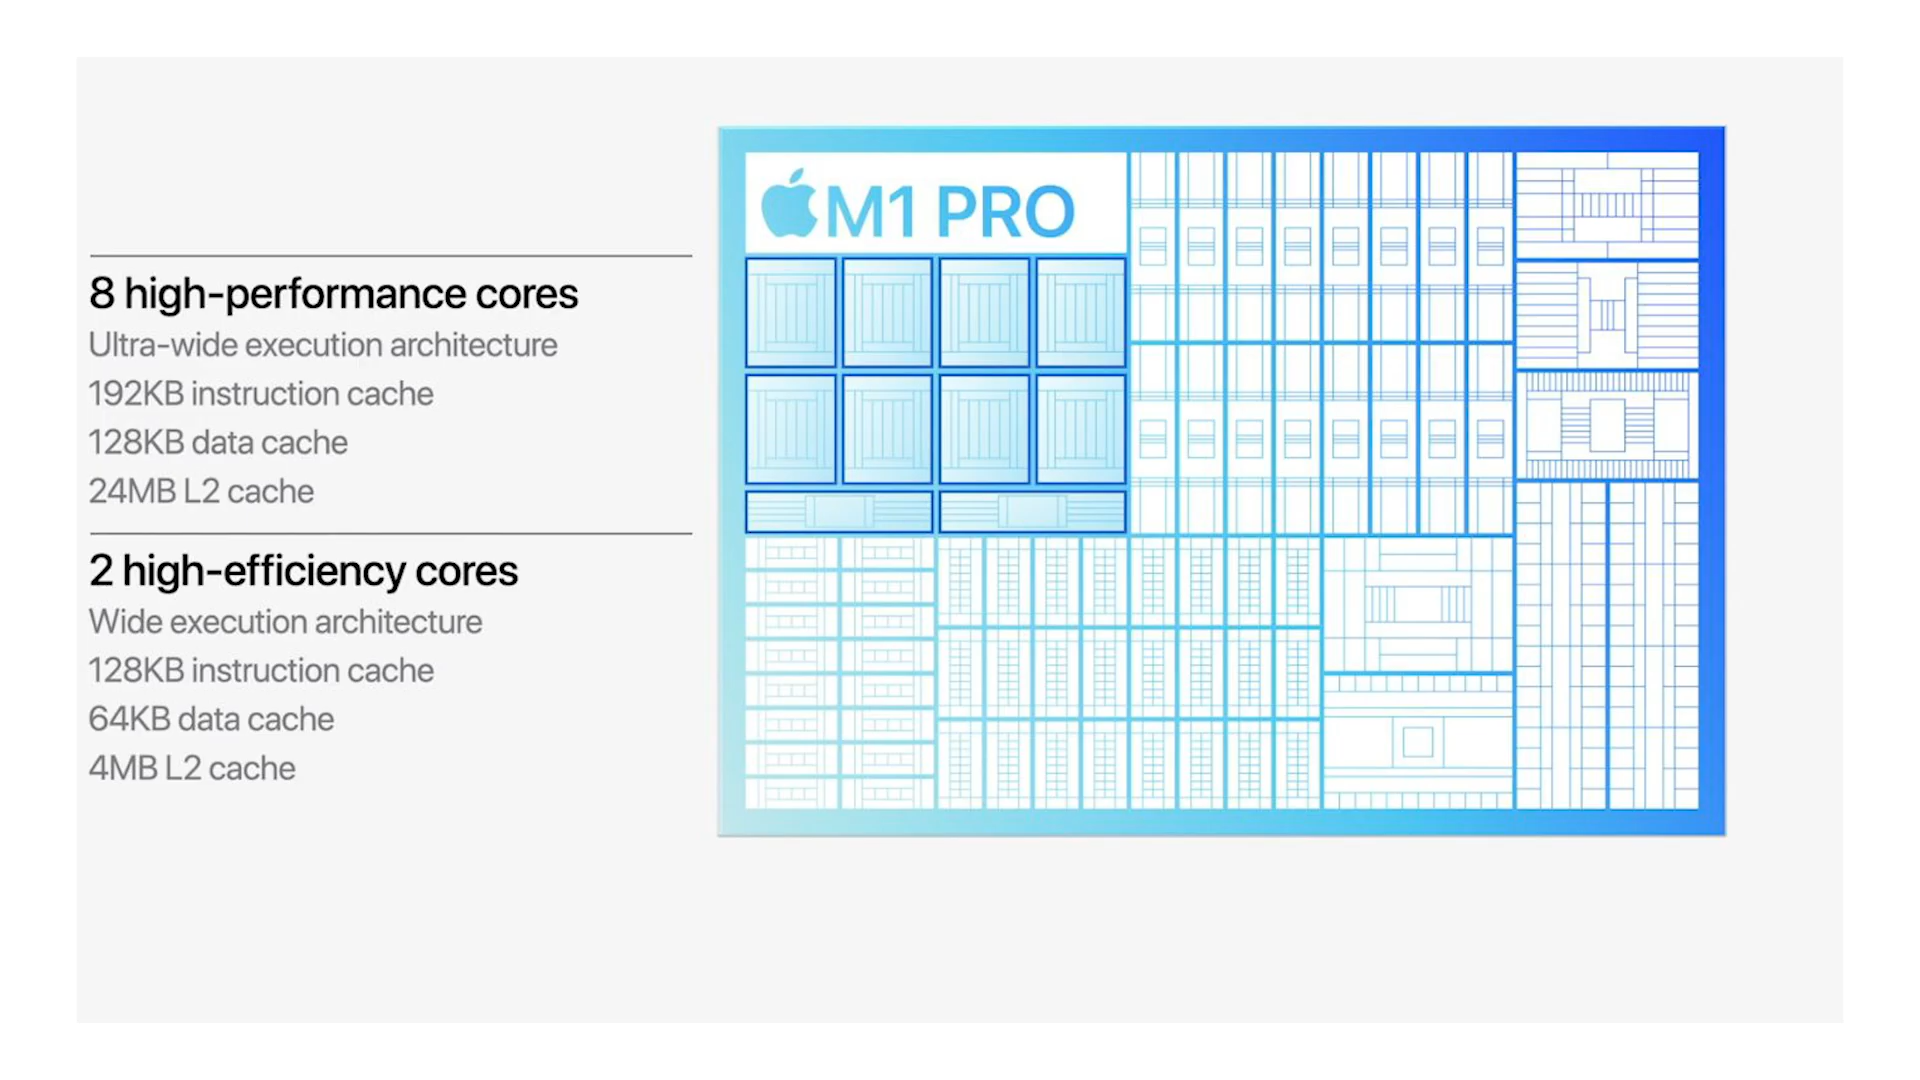 M1 PRO
8 high-performance cores
Ultra-wide execution architecture
192KB instruction cache
128KB data cache
24MB L2 cache
2 high-efficiency cores
Wide execution architecture
128KB instruction cache
64KB data cache
4MB L2 cache